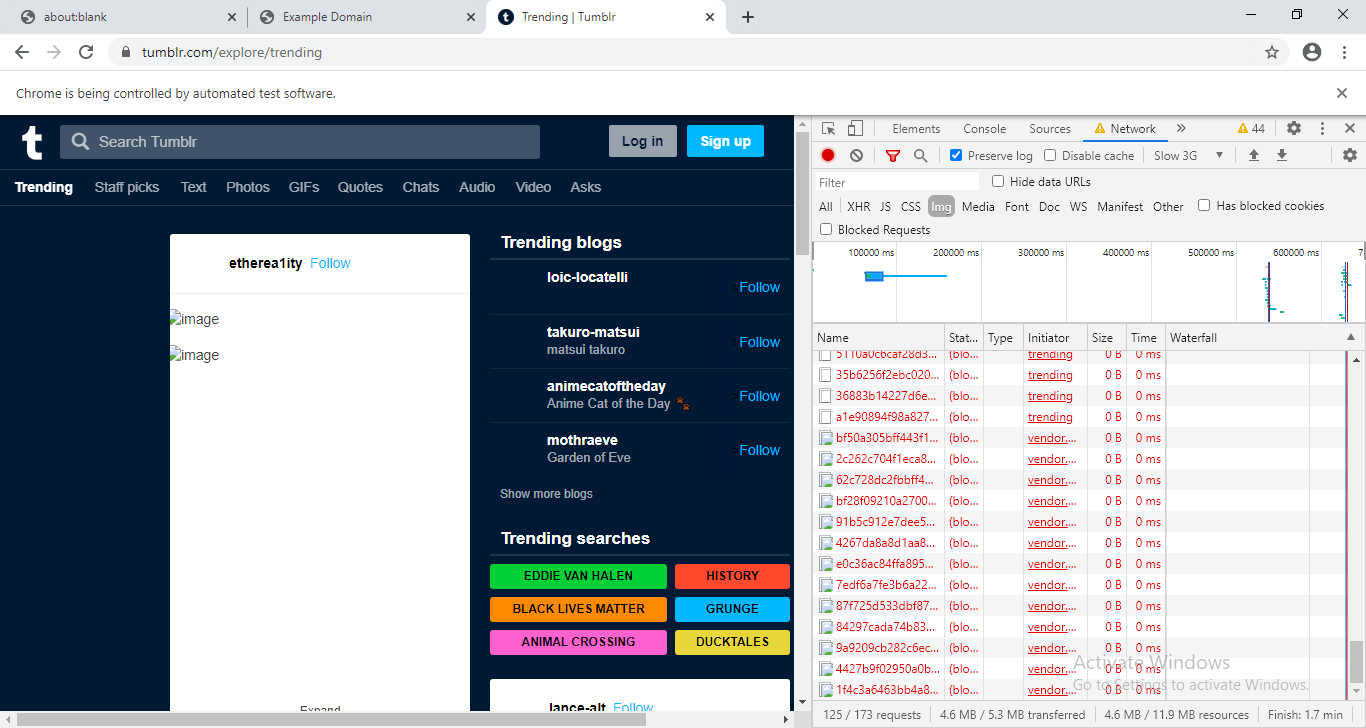 about:blank
Example Domain
Trending | Tumblr
tumblr.com/explore/trending
Chrome is being controlled by automated test software.
t
Search Tumblr
Log in
Sign up
Trending Staff picks Text Photos GIFs Quotes Chats Audio Video Asks
etherea1ity Follow
image
image
Expand
Trending blogs
loic-locatelli
Follow
takuro-matsui
matsui takuro
Follow
animecatoftheday
Anime Cat of the Day
Follow
mothraeve
Garden of Eve
Follow
Show more blogs
Trending searches
EDDIE VAN HALEN HISTORY
BLACK LIVES MATTER GRUNGE
ANIMAL CROSSING DUCKTALES
lance-alt Follow
Elements Console Sources Network 44
Preserve log Disable cache Slow 3G
Filter Hide data URLs
All XHR JS CSS Img Media Font Doc WS Manifest Other Has blocked cookies
Blocked Requests
100000 ms 200000 ms 300000 ms 400000 ms 500000 ms 600000 ms 7
Name Stat... Type Initiator Size Time Waterfall
5110a0c6caf28d3... (blo... trending 0 B 0 ms
35b6256f2ebc020... (blo... trending 0 B 0 ms
36883b14227d6e... (blo... trending 0 B 0 ms
a1e90894f98a827... (blo... trending 0 B 0 ms
bf50a305bff443f1... (blo... vendor.... 0 B 0 ms
2c262c704f1eca8... (blo... vendor.... 0 B 0 ms
62c728dc2fbbff4... (blo... vendor.... 0 B 0 ms
bf28f09210a2700... (blo... vendor.... 0 B 0 ms
91b5c912e7dee5... (blo... vendor.... 0 B 0 ms
4267da8a8d1aa8... (blo... vendor.... 0 B 0 ms
e0c36ac84ffa895... (blo... vendor.... 0 B 0 ms
7edf6a7fe3b6a22... (blo... vendor.... 0 B 0 ms
87f725d533dbf87... (blo... vendor.... 0 B 0 ms
84297cada74b83... (blo... vendor.... 0 B 0 ms
9a9209cb282c6ec... (blo... vendor.... 0 B 0 ms
4427b9f02950a0b... (blo... vendor.... 0 B 0 ms
1f4c3a6463bb4a8... (blo... vendor.... 0 B 0 ms
Activate Windows
Go to Settings to activate Windows.
125 / 173 requests 4.6 MB / 5.3 MB transferred 4.6 MB / 11.9 MB resources Finish: 1.7 min